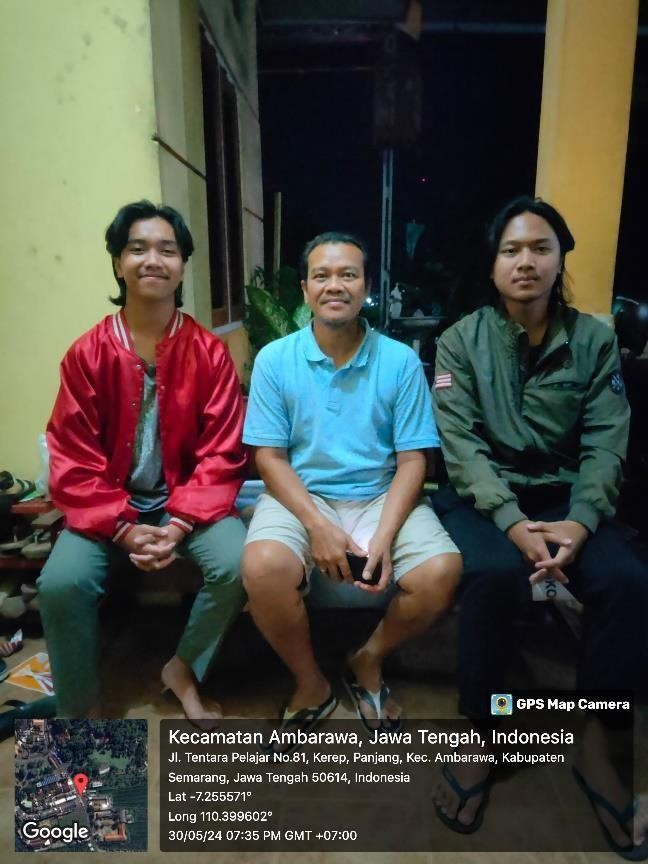 GPS Map Camera
Kecamatan Ambarawa, Jawa Tengah, Indonesia
Jl. Tentara Pelajar No.81, Kerep, Panjang, Kec. Ambarawa, Kabupaten
Semarang, Jawa Tengah 50614, Indonesia
Lat -7.255571°
Long 110.399602°
30/05/24 07:35 PM GMT +07:00
Google